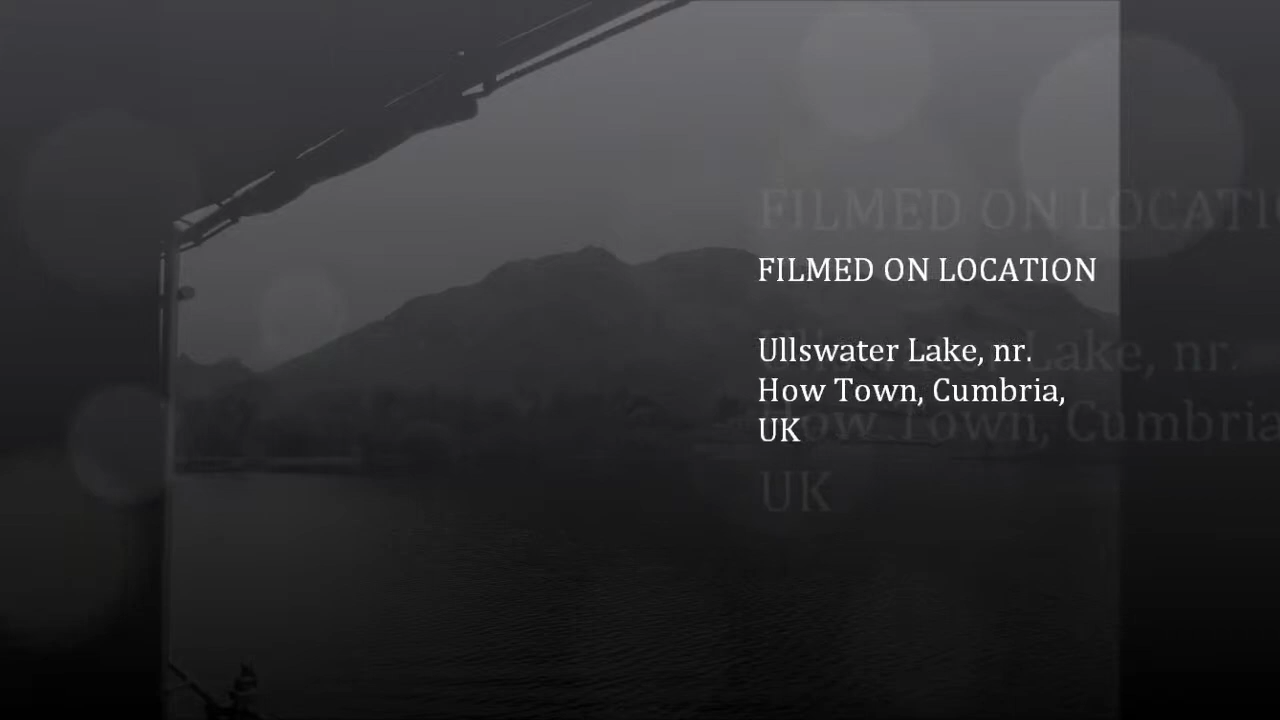 FILMED ON LOCATION
Ullswater Lake, nr.
How Town, Cumbria,
UK